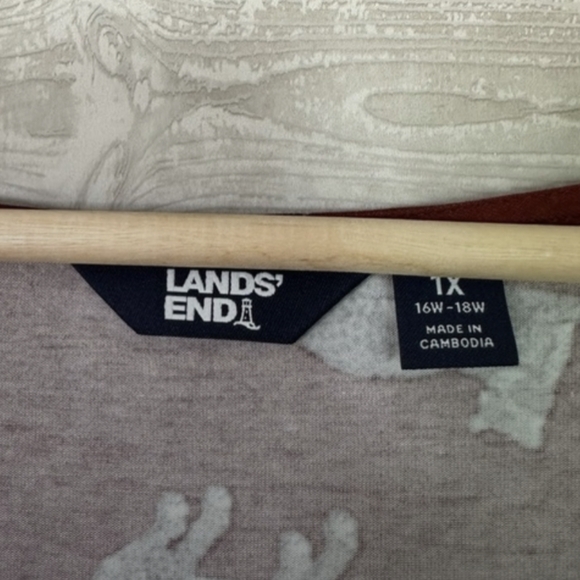 LANDS'
END
1X
16W-18W
MADE IN
CAMBODIA